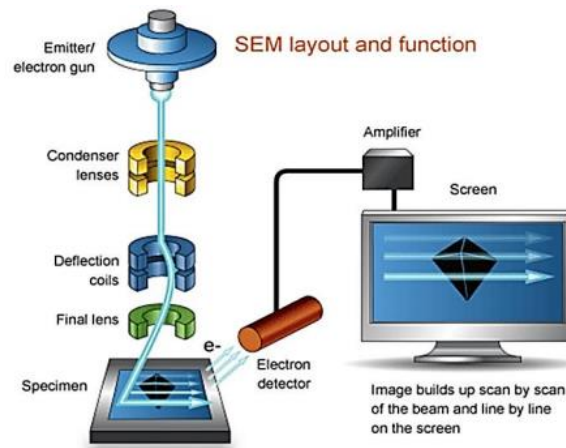 SEM layout and function
Emitter/
electron gun
Condenser
lenses
Deflection
coils
Final lens
Specimen
e-
Electron
detector
Amplifier
Screen
Image builds up scan by scan
of the beam and line by line
on the screen